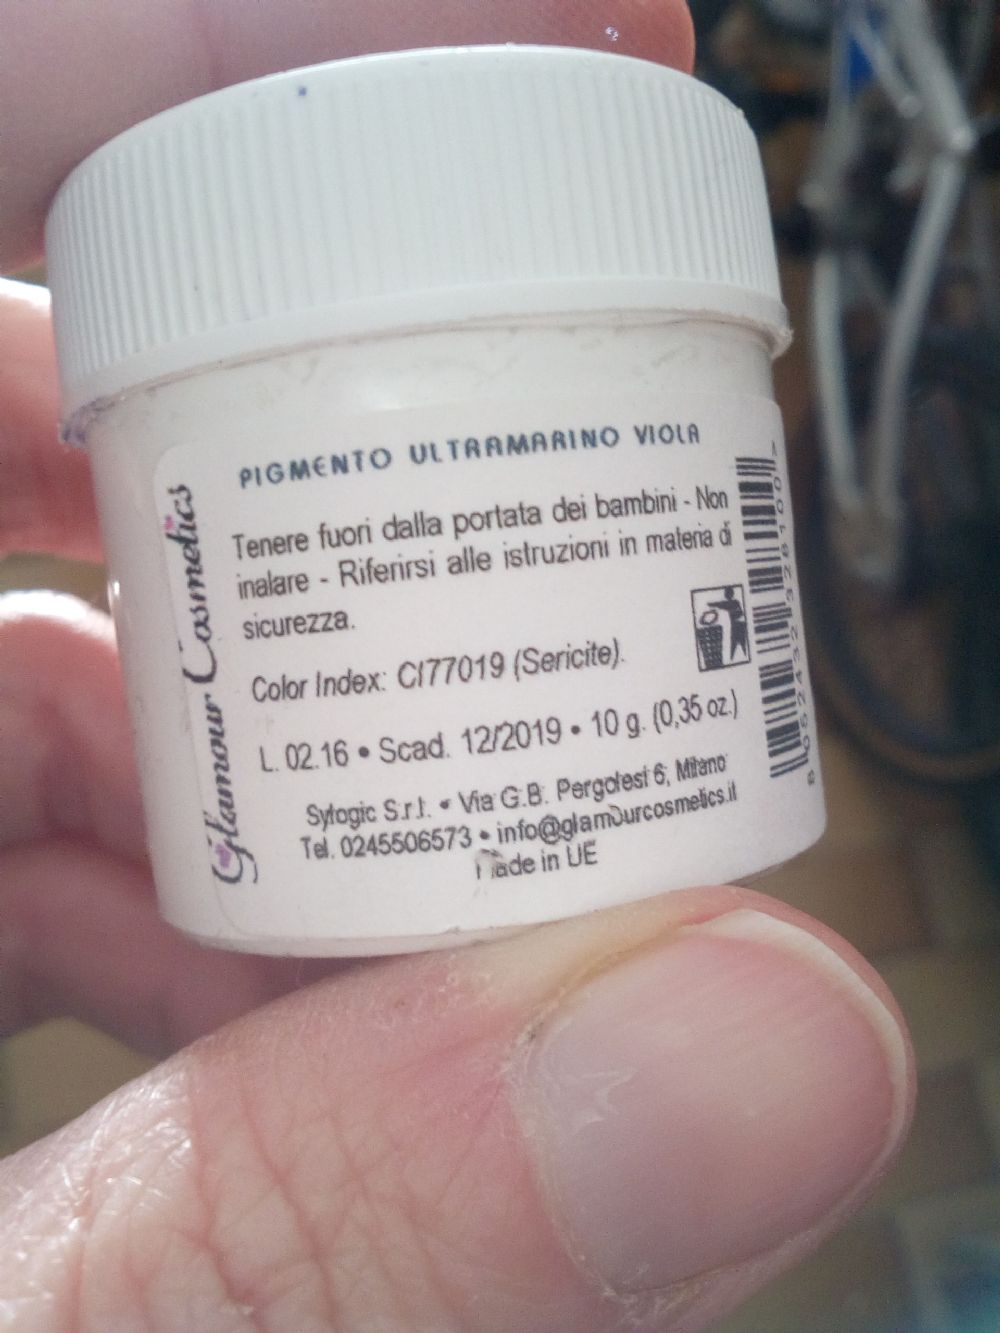 PIGMENTO ULTRAMARINO VIOLA
Tenere fuori dalla portata dei bambini - Non
inalare - Riferirsi alle istruzioni in materia di
sicurezza.
Color Index: CI77019 (Sericite).
L. 02.16 • Scad. 12/2019 • 10 g. (0,35 oz.)
Sylogic S.r.l. • Via G.B. Pergolesi 6, Milano
Tel. 0245506573 • info@glamourcosmetics.it
Made in UE
Glamour Cosmetics